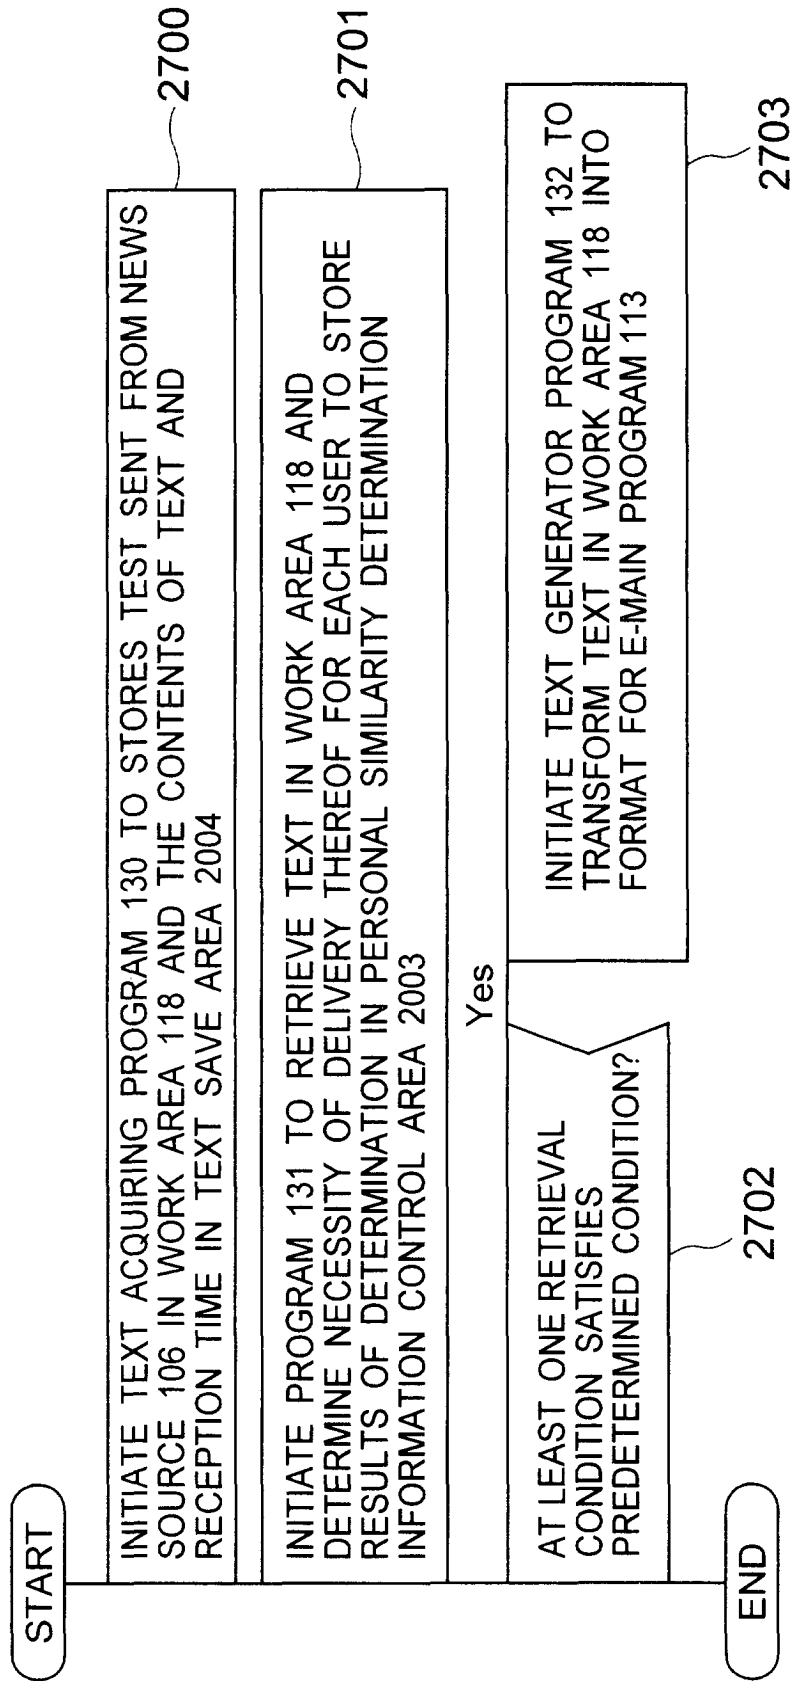 START
INITIATE TEXT ACQUIRING PROGRAM 130 TO STORES TEST SENT FROM NEWS
SOURCE 106 IN WORK AREA 118 AND THE CONTENTS OF TEXT AND
RECEPTION TIME IN TEXT SAVE AREA 2004
2700
INITIATE PROGRAM 131 TO RETRIEVE TEXT IN WORK AREA 118 AND
DETERMINE NECESSITY OF DELIVERY THEREOF FOR EACH USER TO STORE
RESULTS OF DETERMINATION IN PERSONAL SIMILARITY DETERMINATION
INFORMATION CONTROL AREA 2003
2701
AT LEAST ONE RETRIEVAL
CONDITION SATISFIES
PREDETERMINED CONDITION?
2702
Yes
INITIATE TEXT GENERATOR PROGRAM 132 TO
TRANSFORM TEXT IN WORK AREA 118 INTO
FORMAT FOR E-MAIN PROGRAM 113
2703
END